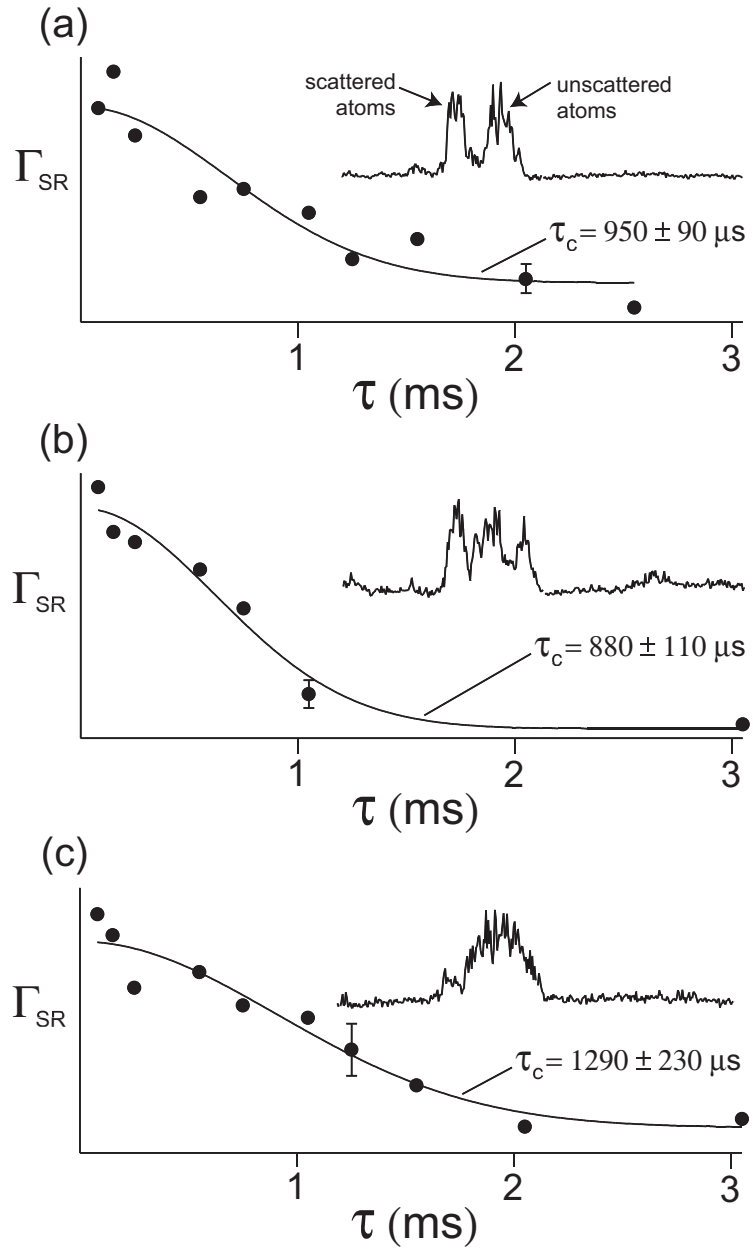 (a)
scattered
atoms
unscattered
atoms
Γ_SR
τ_c = 950 ± 90 μs
1 2 3
τ (ms)
(b)
Γ_SR
τ_c = 880 ± 110 μs
1 2 3
τ (ms)
(c)
Γ_SR
τ_c = 1290 ± 230 μs
1 2 3
τ (ms)